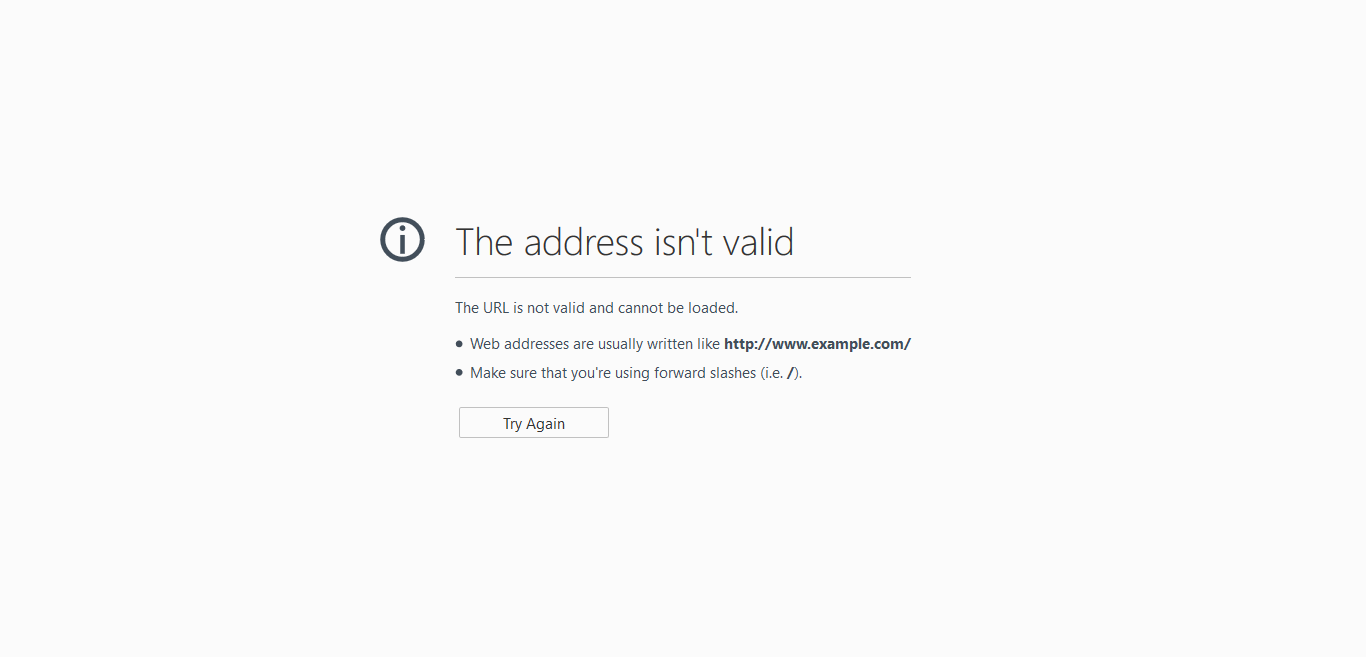 The address isn't valid
The URL is not valid and cannot be loaded.
• Web addresses are usually written like http://www.example.com/
• Make sure that you're using forward slashes (i.e. /).
Try Again